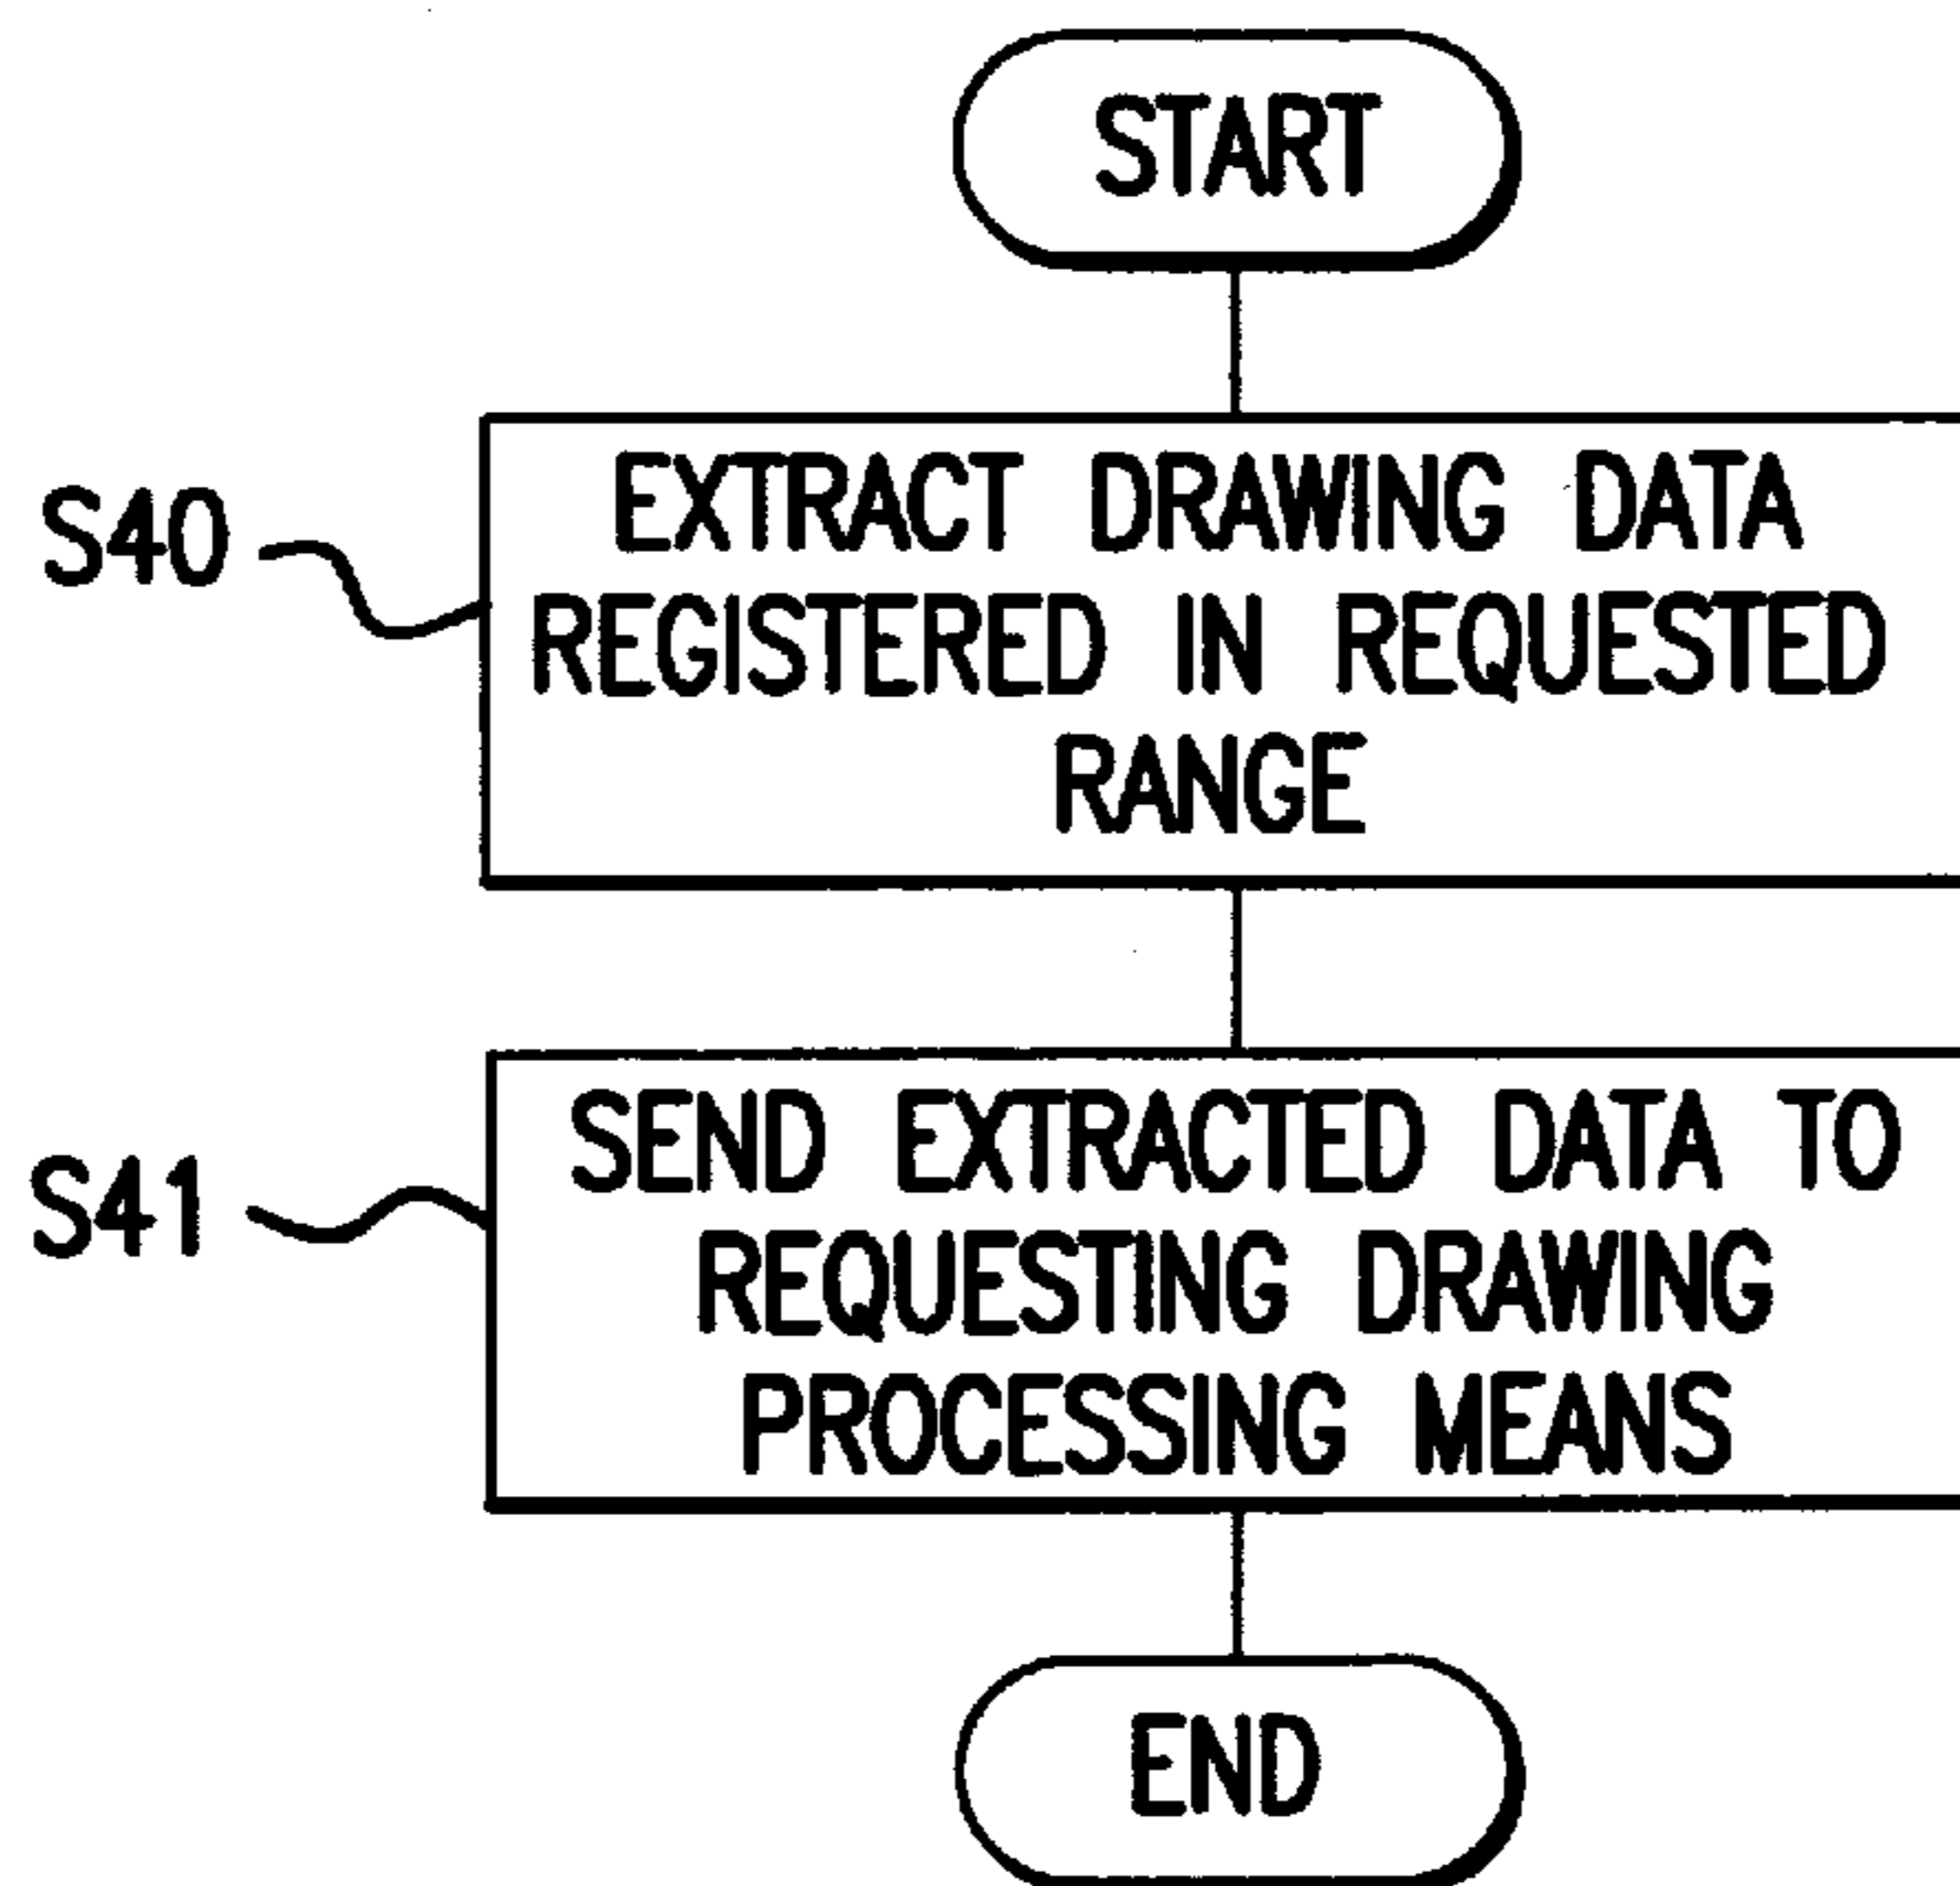 START
S40
EXTRACT DRAWING DATA
REGISTERED IN REQUESTED
RANGE
S41
SEND EXTRACTED DATA TO
REQUESTING DRAWING
PROCESSING MEANS
END